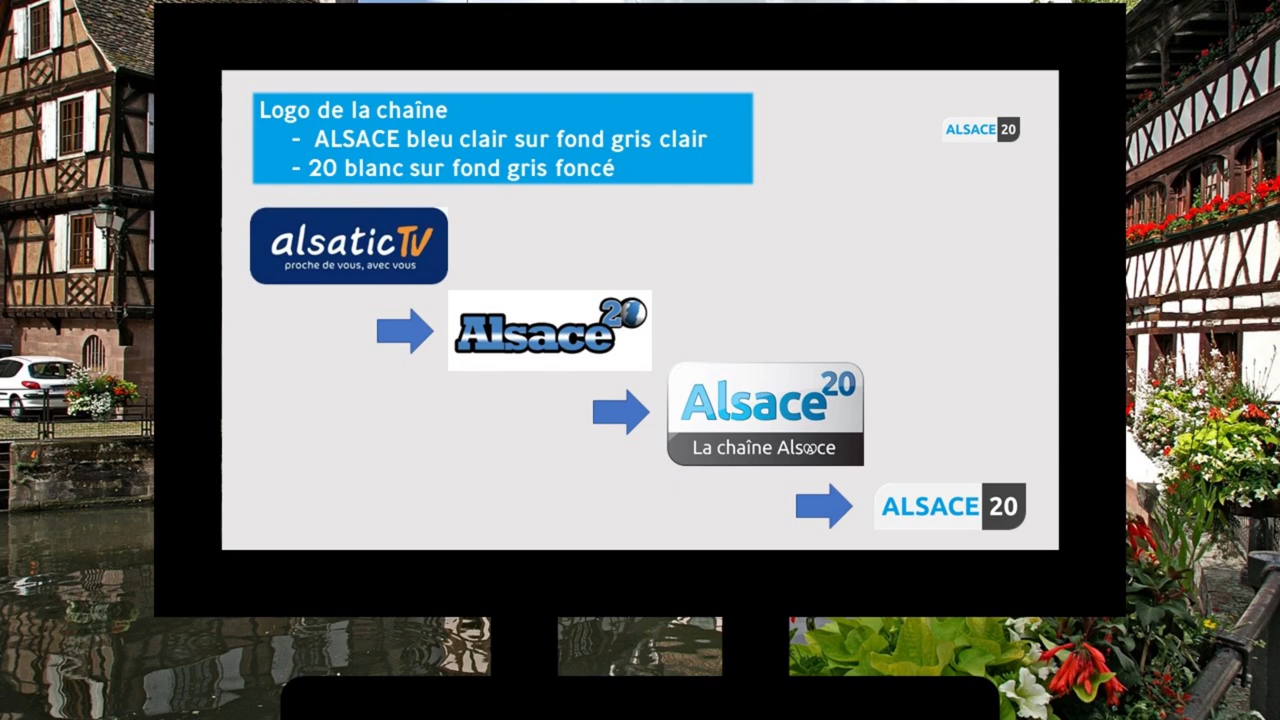 Logo de la chaîne
- ALSACE bleu clair sur fond gris clair
- 20 blanc sur fond gris foncé
ALSACE 20
alsaticTV
proche de vous, avec vous
Alsace 20
Alsace 20
La chaîne Alsace
ALSACE 20